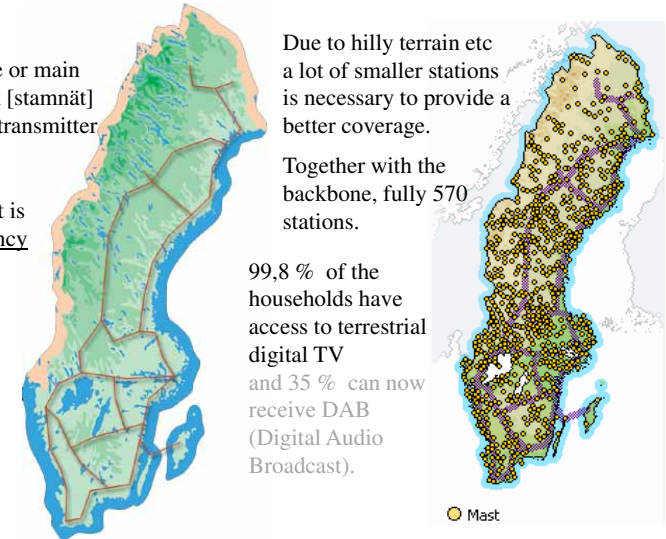 e or main
[stamnät]
transmitter
t is
ncy
Due to hilly terrain etc
a lot of smaller stations
is necessary to provide a
better coverage.
Together with the
backbone, fully 570
stations.
99,8 % of the
households have
access to terrestrial
digital TV
and 35 % can now
receive DAB
(Digital Audio
Broadcast).
Mast